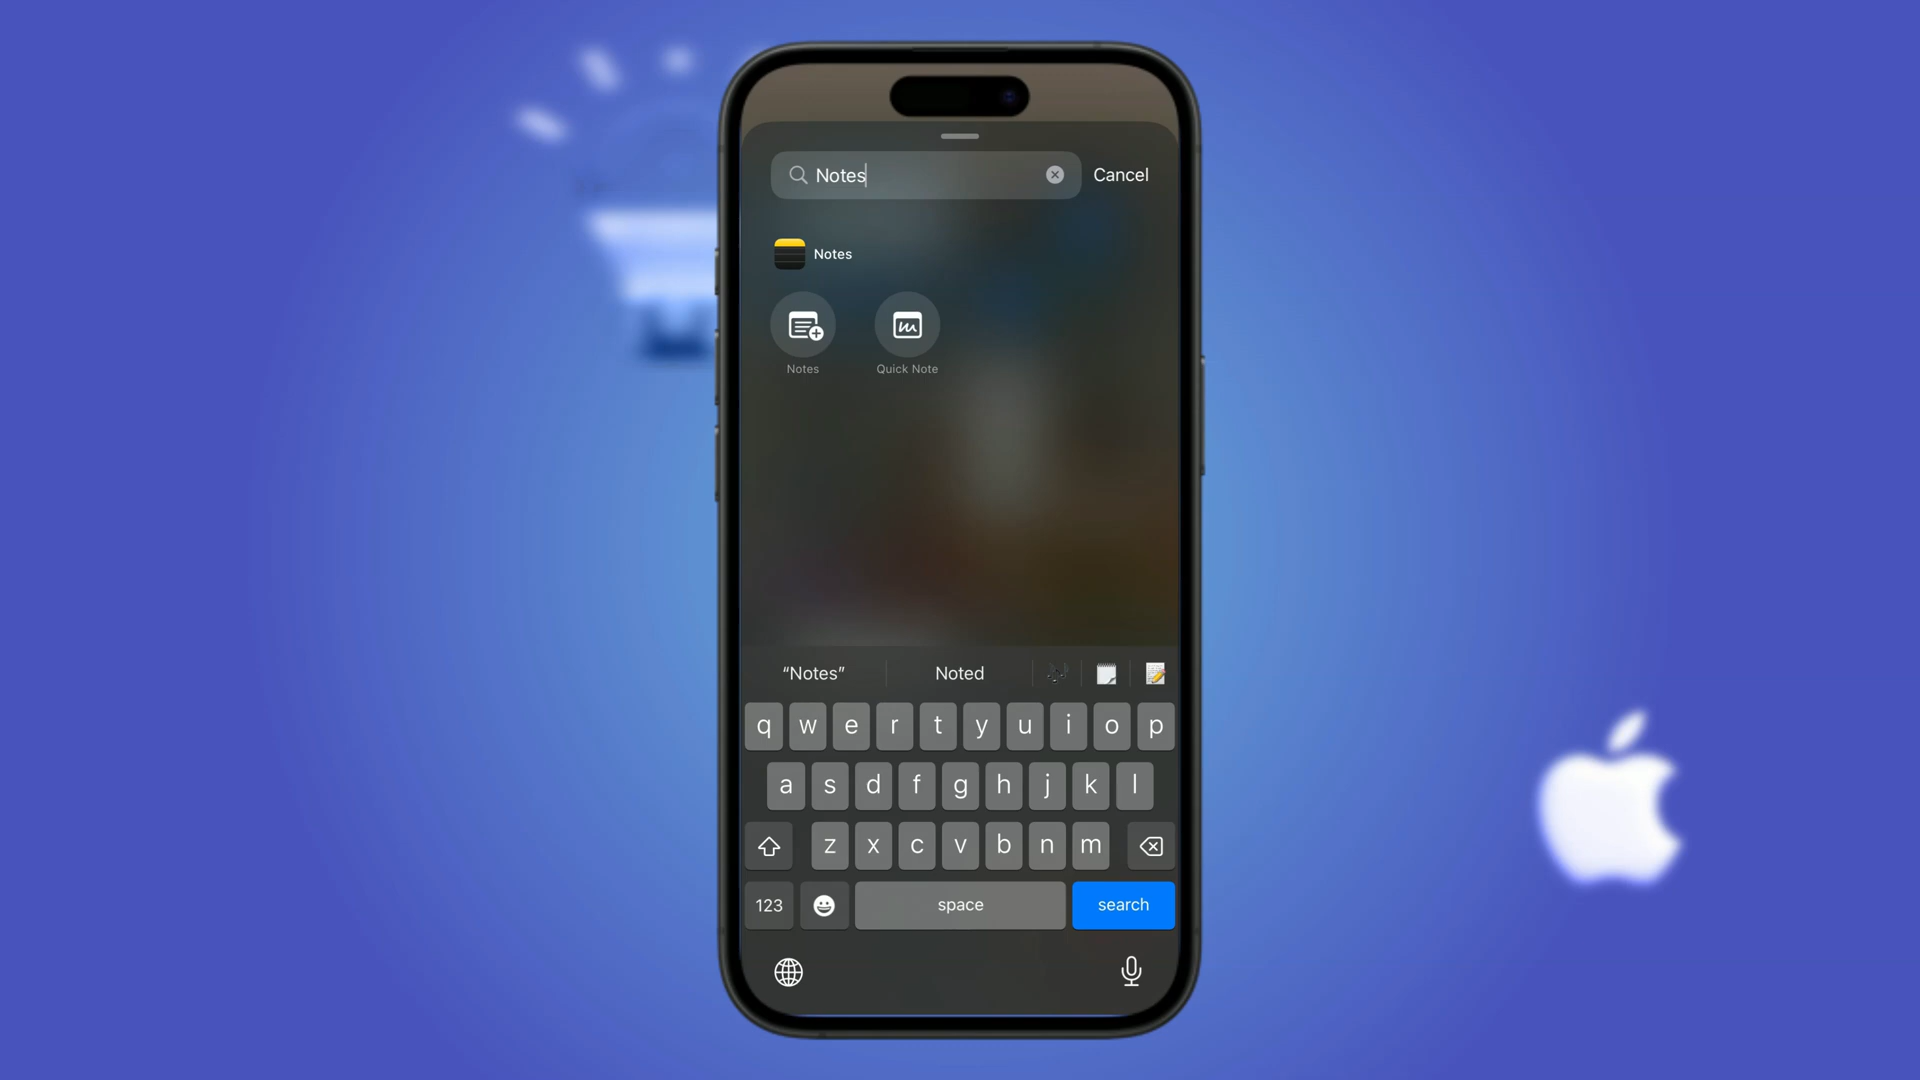 Notes Cancel
Notes
Notes Quick Note
“Notes” Noted
q w e r t y u i o p
a s d f g h j k l
z x c v b n m
123 space search